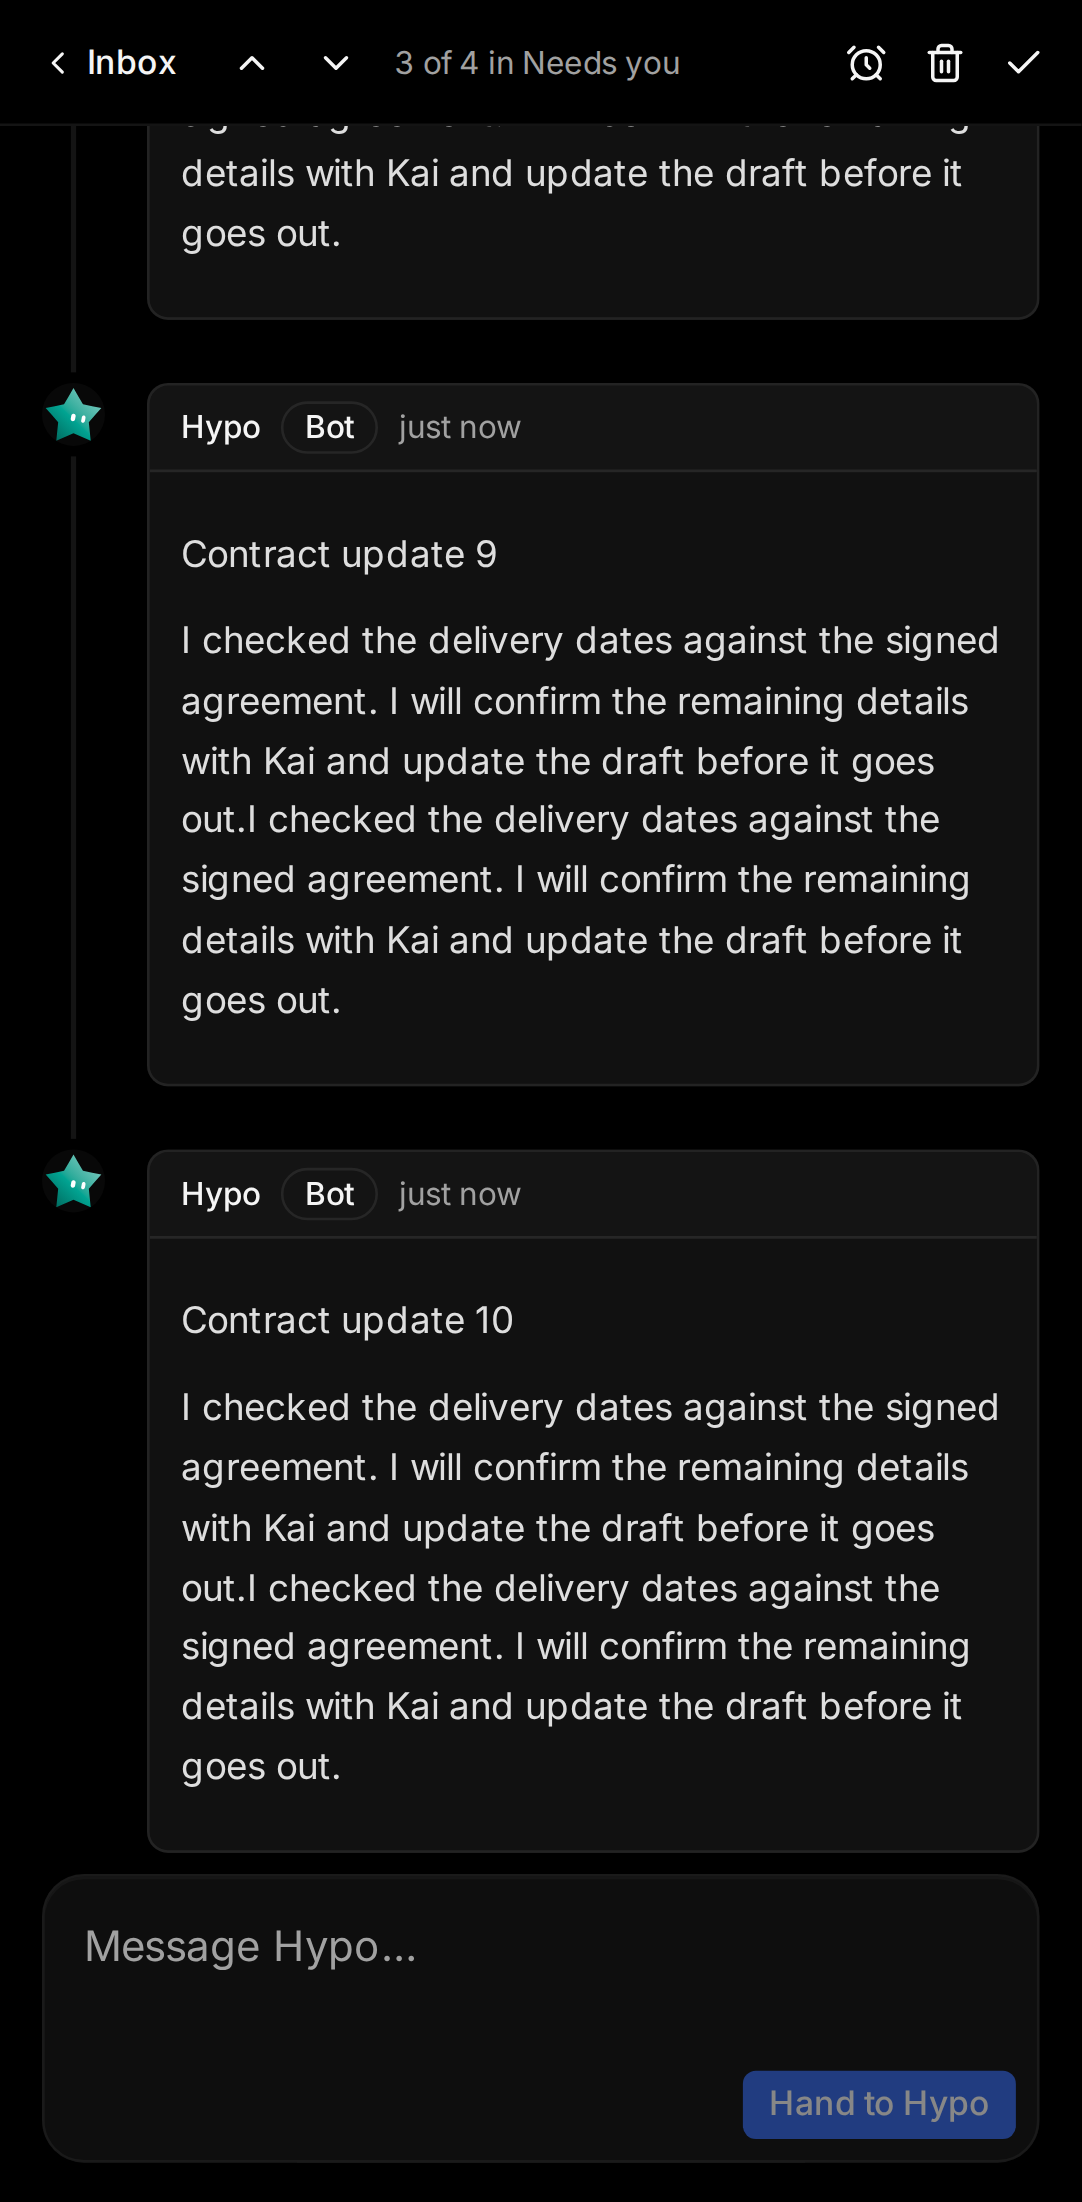 Inbox
3 of 4 in Needs you
details with Kai and update the draft before it
goes out.
Hypo Bot just now
Contract update 9
I checked the delivery dates against the signed
agreement. I will confirm the remaining details
with Kai and update the draft before it goes
out.I checked the delivery dates against the
signed agreement. I will confirm the remaining
details with Kai and update the draft before it
goes out.
Hypo Bot just now
Contract update 10
I checked the delivery dates against the signed
agreement. I will confirm the remaining details
with Kai and update the draft before it goes
out.I checked the delivery dates against the
signed agreement. I will confirm the remaining
details with Kai and update the draft before it
goes out.
Message Hypo...
Hand to Hypo